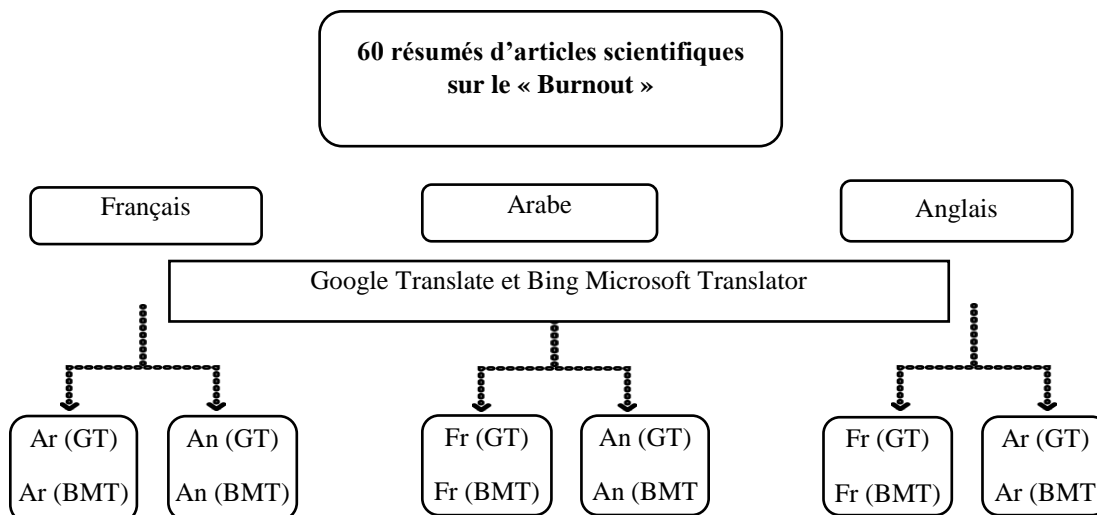 60 résumés d’articles scientifiques
sur le « Burnout »
Français
Arabe
Anglais
Google Translate et Bing Microsoft Translator
Ar (GT)
Ar (BMT)
An (GT)
An (BMT)
Fr (GT)
Fr (BMT)
An (GT)
An (BMT
Fr (GT)
Fr (BMT)
Ar (GT)
Ar (BMT)